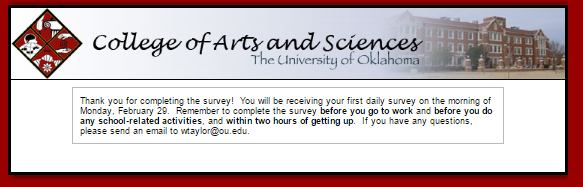 College of Arts and Sciences
The University of Oklahoma
Thank you for completing the survey!  You will be receiving your first daily survey on the morning of
Monday, February 29.  Remember to complete the survey before you go to work and before you do
any school-related activities, and within two hours of getting up.  If you have any questions,
please send an email to wtaylor@ou.edu.